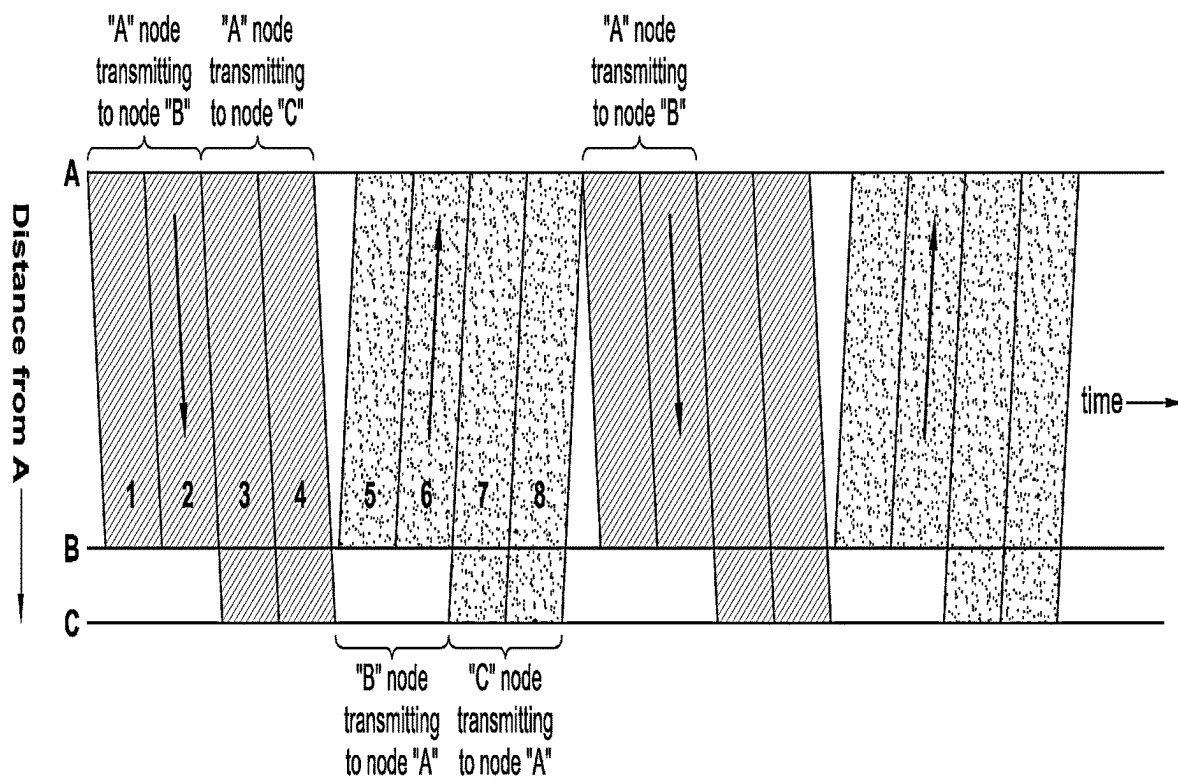 "A" node
transmitting
to node "B"
"A" node
transmitting
to node "C"
"A" node
transmitting
to node "B"
A
Distance from A
time
1 2 3 4 5 6 7 8
B
C
"B" node
transmitting
to node "A"
"C" node
transmitting
to node "A"